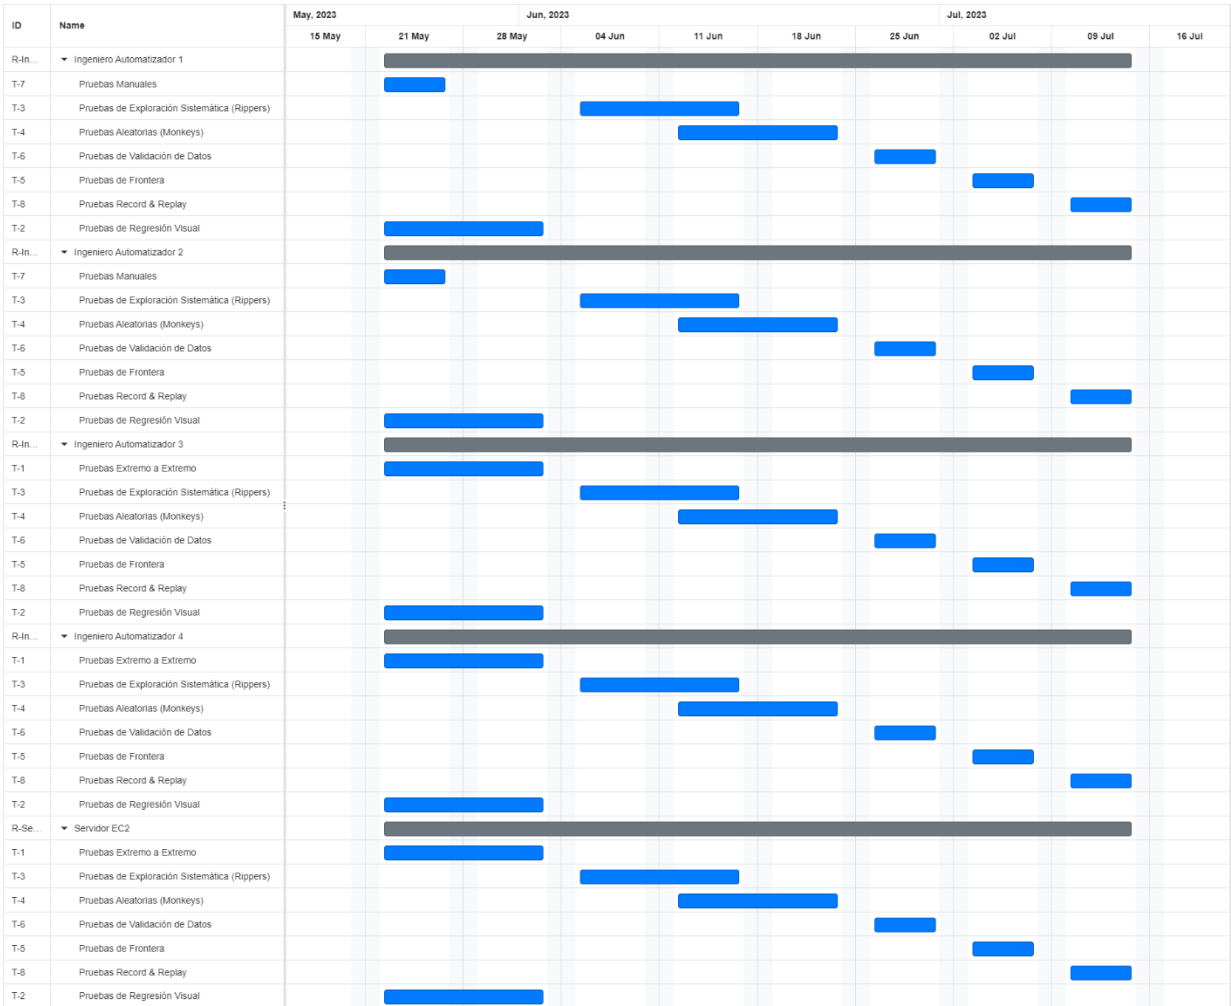 ID Name May, 2023 Jun, 2023 Jul, 2023
15 May 21 May 28 May 04 Jun 11 Jun 18 Jun 25 Jun 02 Jul 09 Jul 16 Jul
R-In... Ingeniero Automatizador 1
T-7 Pruebas Manuales
T-3 Pruebas de Exploración Sistemática (Rippers)
T-4 Pruebas Aleatorias (Monkeys)
T-6 Pruebas de Validación de Datos
T-5 Pruebas de Frontera
T-8 Pruebas Record & Replay
T-2 Pruebas de Regresión Visual
R-In... Ingeniero Automatizador 2
T-7 Pruebas Manuales
T-3 Pruebas de Exploración Sistemática (Rippers)
T-4 Pruebas Aleatorias (Monkeys)
T-6 Pruebas de Validación de Datos
T-5 Pruebas de Frontera
T-8 Pruebas Record & Replay
T-2 Pruebas de Regresión Visual
R-In... Ingeniero Automatizador 3
T-1 Pruebas Extremo a Extremo
T-3 Pruebas de Exploración Sistemática (Rippers)
T-4 Pruebas Aleatorias (Monkeys)
T-6 Pruebas de Validación de Datos
T-5 Pruebas de Frontera
T-8 Pruebas Record & Replay
T-2 Pruebas de Regresión Visual
R-In... Ingeniero Automatizador 4
T-1 Pruebas Extremo a Extremo
T-3 Pruebas de Exploración Sistemática (Rippers)
T-4 Pruebas Aleatorias (Monkeys)
T-6 Pruebas de Validación de Datos
T-5 Pruebas de Frontera
T-8 Pruebas Record & Replay
T-2 Pruebas de Regresión Visual
R-Se... Servidor EC2
T-1 Pruebas Extremo a Extremo
T-3 Pruebas de Exploración Sistemática (Rippers)
T-4 Pruebas Aleatorias (Monkeys)
T-6 Pruebas de Validación de Datos
T-5 Pruebas de Frontera
T-8 Pruebas Record & Replay
T-2 Pruebas de Regresión Visual